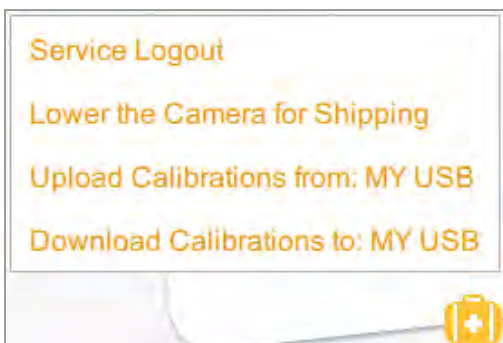 Service Logout
Lower the Camera for Shipping
Upload Calibrations from: MY USB
Download Calibrations to: MY USB